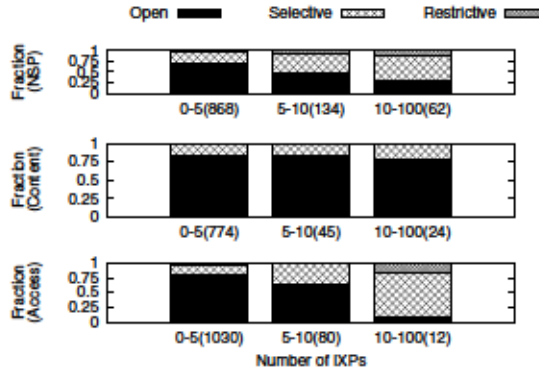 Open Selective Restrictive
Fraction
(NSP)
1
0.75
0.5
0.25
0
0-5(868) 5-10(134) 10-100(62)
Fraction
(Content)
1
0.75
0.5
0.25
0
0-5(774) 5-10(45) 10-100(24)
Fraction
(Access)
1
0.75
0.5
0.25
0
0-5(1030) 5-10(80) 10-100(12)
Number of IXPs